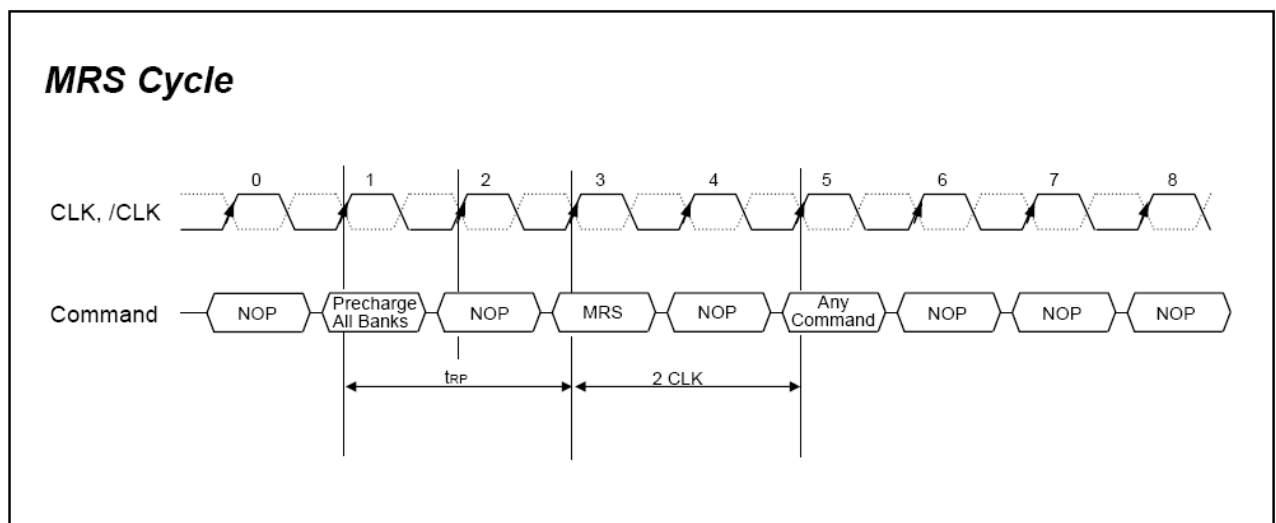 MRS Cycle
0 1 2 3 4 5 6 7 8
CLK, /CLK
Command
NOP
Precharge
All Banks
NOP
MRS
NOP
Any
Command
NOP
NOP
NOP
tRP
2 CLK